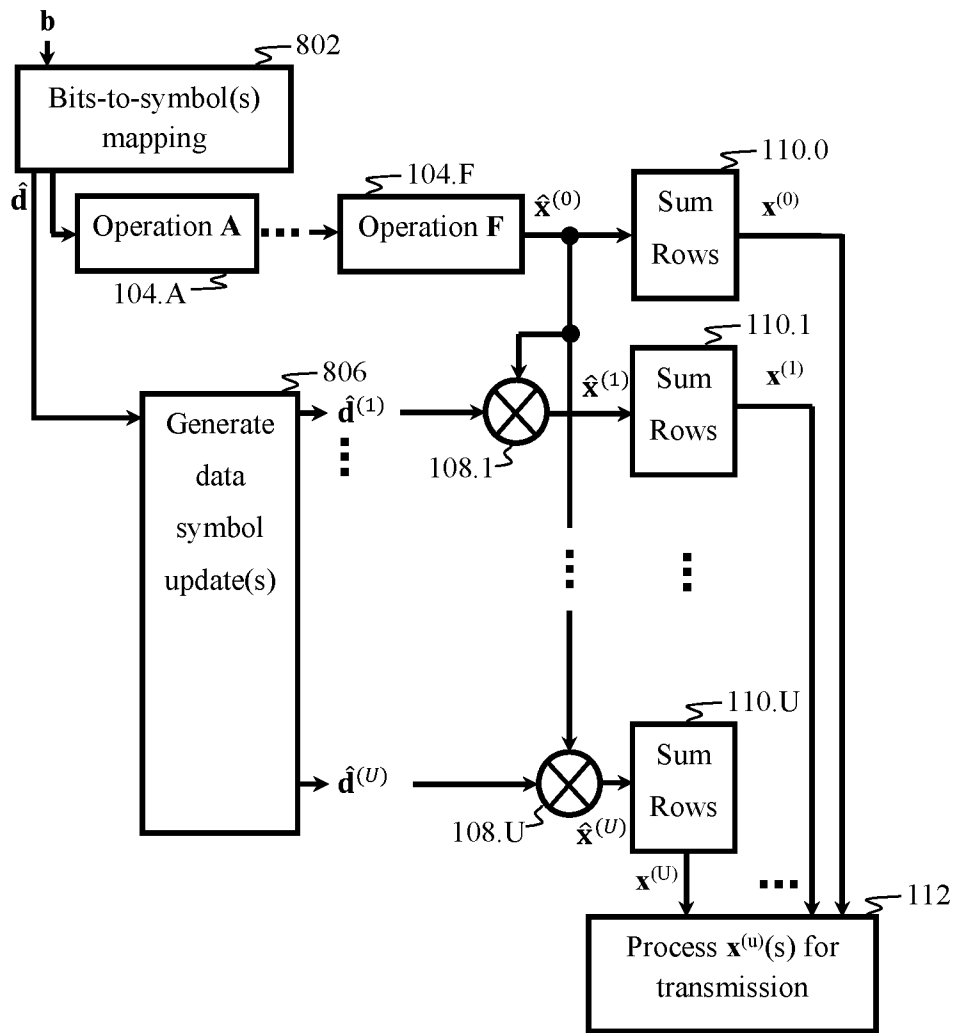 b
802
Bits-to-symbol(s)
mapping
d̂
104.F
110.0
Operation A
Operation F
x̂⁽⁰⁾
Sum
Rows
x⁽⁰⁾
104.A
110.1
806
Generate
data
symbol
update(s)
d̂⁽¹⁾
108.1
x̂⁽¹⁾
Sum
Rows
x⁽¹⁾
110.U
d̂⁽ᵁ⁾
108.U
x̂⁽ᵁ⁾
Sum
Rows
x⁽ᵁ⁾
112
Process x⁽ᵘ⁾(s) for
transmission